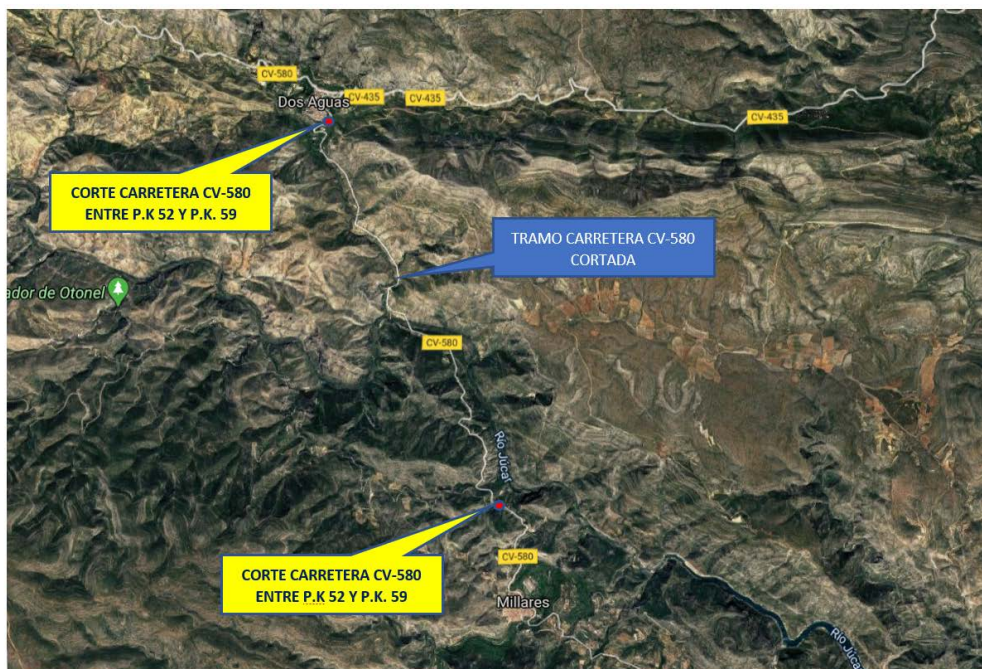 CV-580
CV-435
CV-435
Dos Aguas
CV-435
CORTE CARRETERA CV-580
ENTRE P.K 52 Y P.K. 59
TRAMO CARRETERA CV-580
CORTADA
ador de Otonel
CV-580
Río Júcar
CORTE CARRETERA CV-580
ENTRE P.K 52 Y P.K. 59
CV-580
Millares
Río Júca